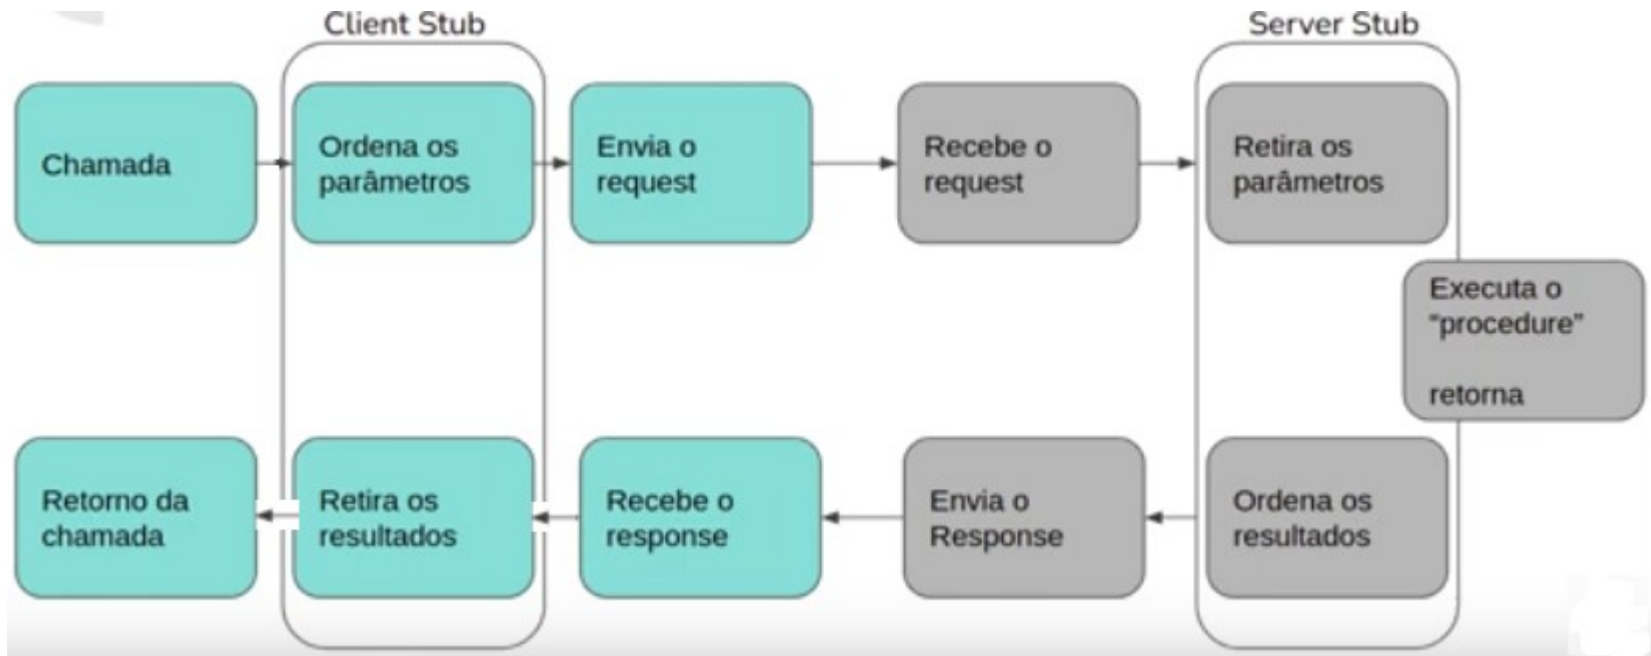 Client Stub
Server Stub
Chamada
Ordena os
parâmetros
Envia o
request
Recebe o
request
Retira os
parâmetros
Executa o
“procedure”
retorna
Retorno da
chamada
Retira os
resultados
Recebe o
response
Envia o
Response
Ordena os
resultados